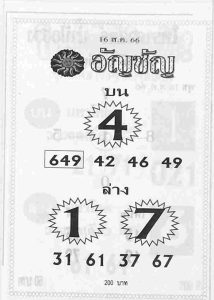 16 ส.ค. 66
อัญขัญ
บน
4
649 42 46 49
ล่าง
1 7
31 61 37 67
200 บาท